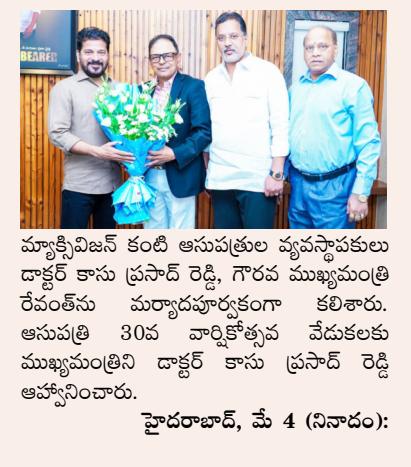 BEARER
మ్యాక్సివిజన్ కంటి ఆసుపత్రుల వ్యవస్థాపకులు
డాక్టర్ కాసు ప్రసాద్ రెడ్డి, గౌరవ ముఖ్యమంత్రి
రేవంత్‌ను మర్యాదపూర్వకంగా కలిశారు.
ఆసుపత్రి 30వ వార్షికోత్సవ వేడుకలకు
ముఖ్యమంత్రిని డాక్టర్ కాసు ప్రసాద్ రెడ్డి
ఆహ్వానించారు.
హైదరాబాద్, మే 4 (నినాదం):